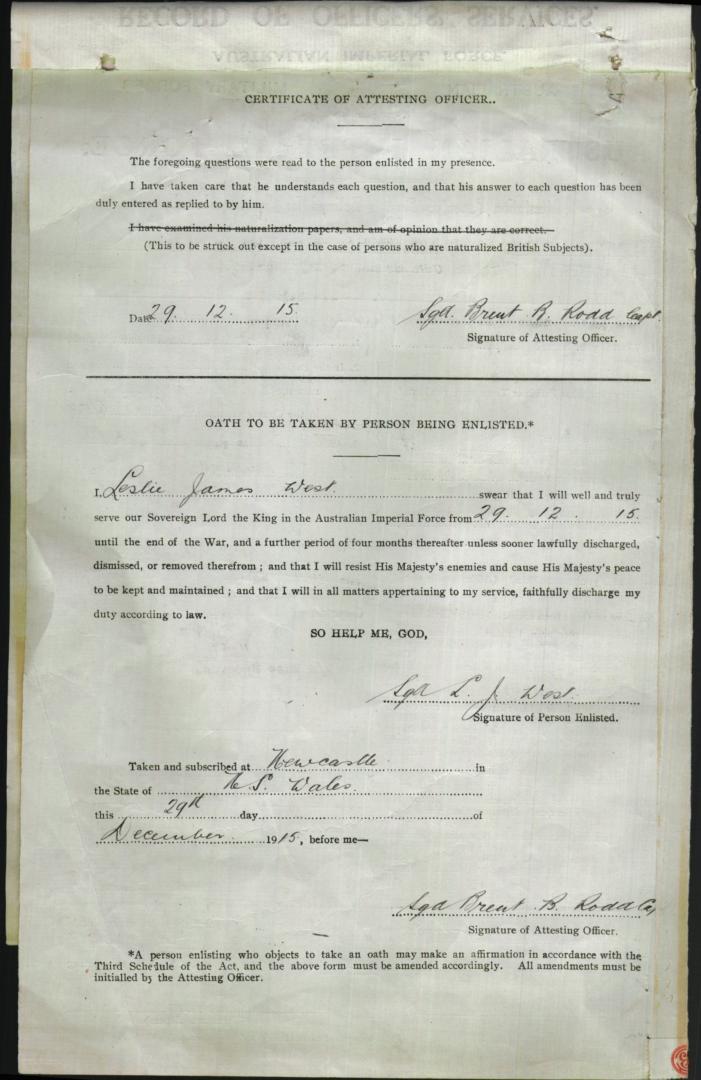 RECORD OF OFFICERS' SERVICES.
AUSTRALIAN IMPERIAL FORCE.
CERTIFICATE OF ATTESTING OFFICER..
The foregoing questions were read to the person enlisted in my presence.
I have taken care that he understands each question, and that his answer to each question has been
duly entered as replied to by him.
I have examined his naturalization papers, and am of opinion that they are correct.
(This to be struck out except in the case of persons who are naturalized British Subjects).
Date 29. 12. 15. Sgd. Brent B. Rodd Capt.
Signature of Attesting Officer.
OATH TO BE TAKEN BY PERSON BEING ENLISTED.*
I, Leslie James West. swear that I will well and truly
serve our Sovereign Lord the King in the Australian Imperial Force from 29. 12. 15.
until the end of the War, and a further period of four months thereafter unless sooner lawfully discharged,
dismissed, or removed therefrom ; and that I will resist His Majesty's enemies and cause His Majesty's peace
to be kept and maintained ; and that I will in all matters appertaining to my service, faithfully discharge my
duty according to law.
SO HELP ME, GOD,
Sgd L. J. West.
Signature of Person Enlisted.
Taken and subscribed at Newcastle in
the State of N. S. Wales.
this 29th day of
December 1915, before me—
Sgd Brent B. Rodd Cap
Signature of Attesting Officer.
*A person enlisting who objects to take an oath may make an affirmation in accordance with the
Third Schedule of the Act, and the above form must be amended accordingly. All amendments must be
initialled by the Attesting Officer.